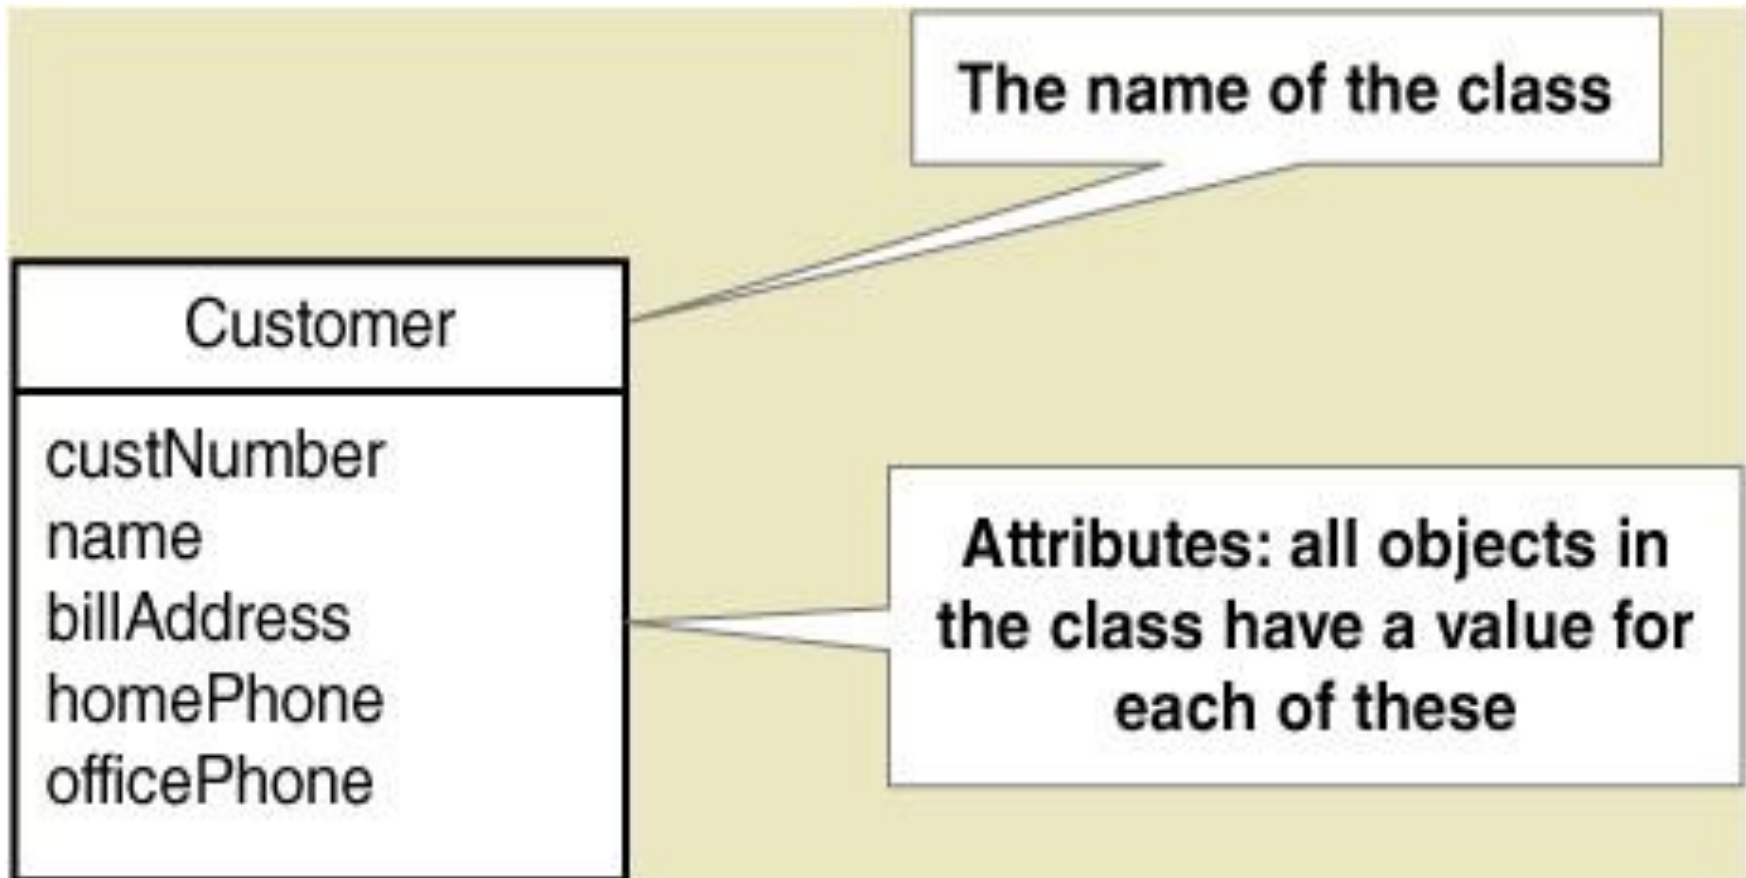 The name of the class
Customer
custNumber
name
billAddress
homePhone
officePhone
Attributes: all objects in
the class have a value for
each of these